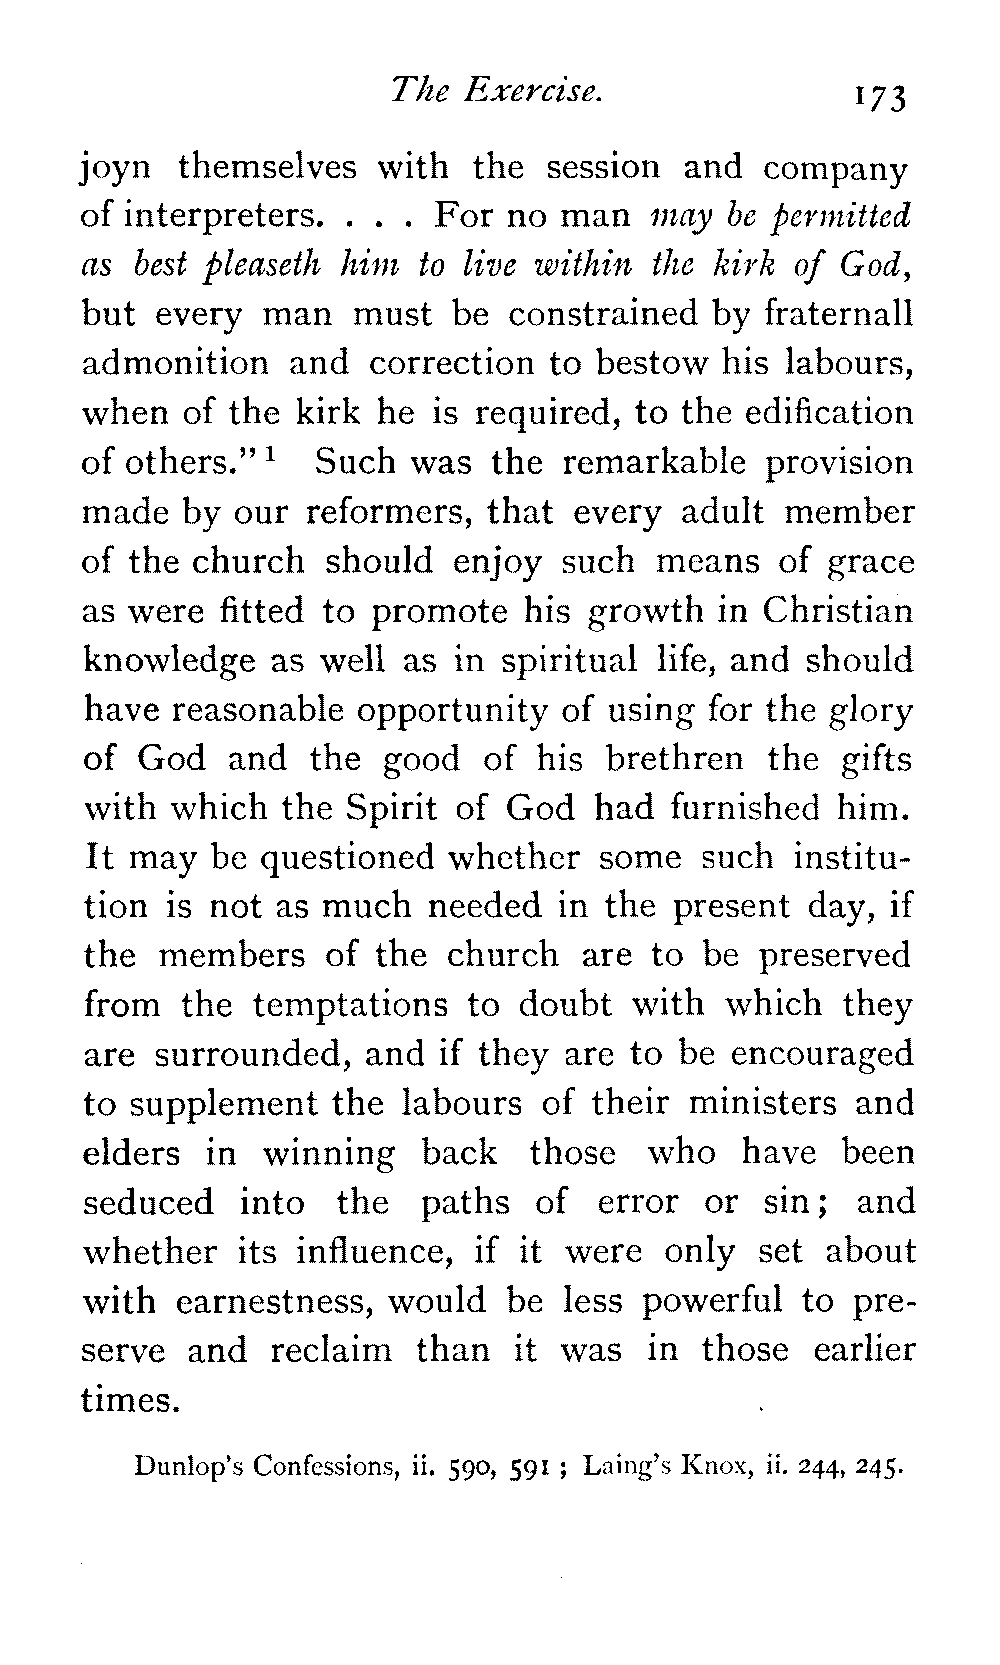 The Exercise. 173
joyn themselves with the session and company
of interpreters. . . . For no man may be permitted
as best pleaseth him to live within the kirk of God,
but every man must be constrained by fraternall
admonition and correction to bestow his labours,
when of the kirk he is required, to the edification
of others.” ¹ Such was the remarkable provision
made by our reformers, that every adult member
of the church should enjoy such means of grace
as were fitted to promote his growth in Christian
knowledge as well as in spiritual life, and should
have reasonable opportunity of using for the glory
of God and the good of his brethren the gifts
with which the Spirit of God had furnished him.
It may be questioned whether some such institu-
tion is not as much needed in the present day, if
the members of the church are to be preserved
from the temptations to doubt with which they
are surrounded, and if they are to be encouraged
to supplement the labours of their ministers and
elders in winning back those who have been
seduced into the paths of error or sin; and
whether its influence, if it were only set about
with earnestness, would be less powerful to pre-
serve and reclaim than it was in those earlier
times.
Dunlop's Confessions, ii. 590, 591 ; Laing's Knox, ii. 244, 245.